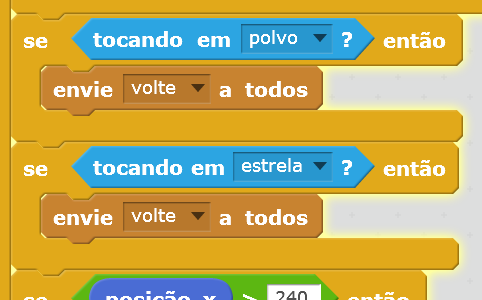 se tocando em polvo ? então
envie volte a todos
se tocando em estrela ? então
envie volte a todos
se posição x > 240 então